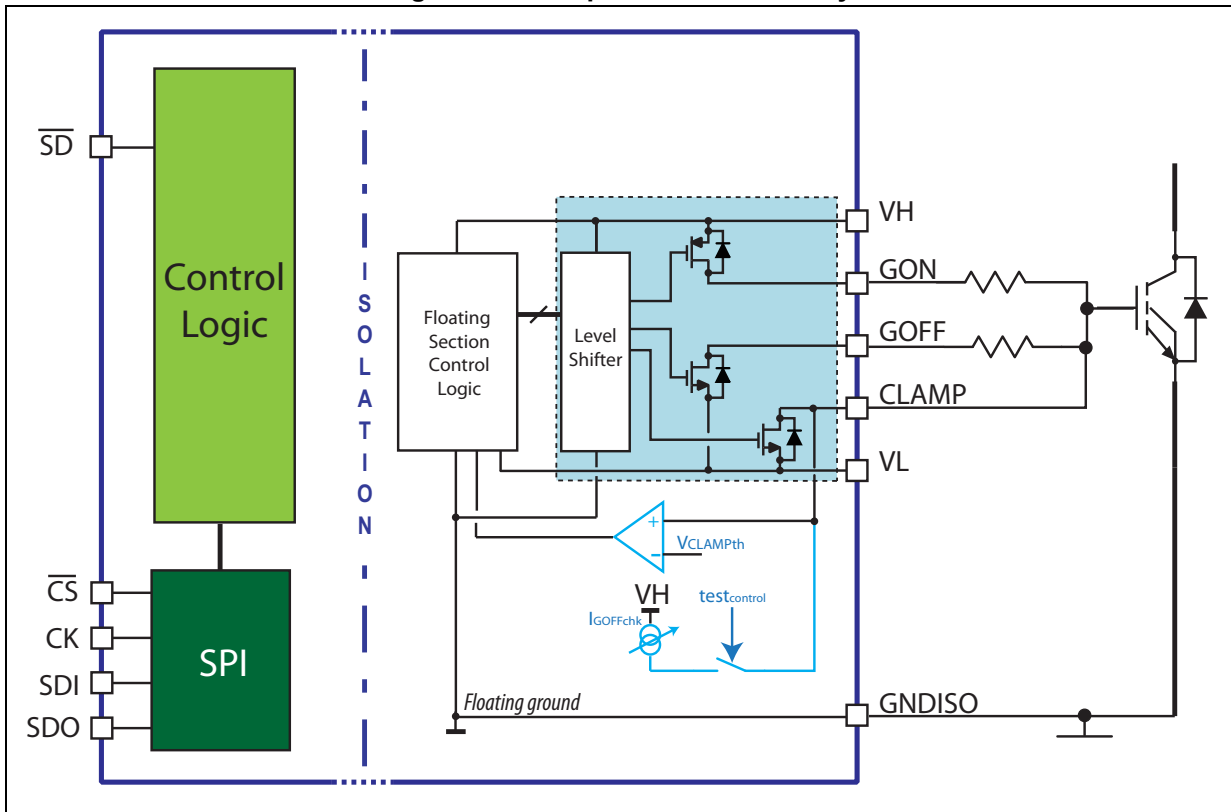 SD
Control
Logic
ISOLATION
VH
GON
GOFF
CLAMP
VL
Floating
Section
Control
Logic
Level
Shifter
+
−
VCLAMPth
VH
testcontrol
IGOFFchk
CS
CK
SDI
SDO
SPI
Floating ground
GNDISO